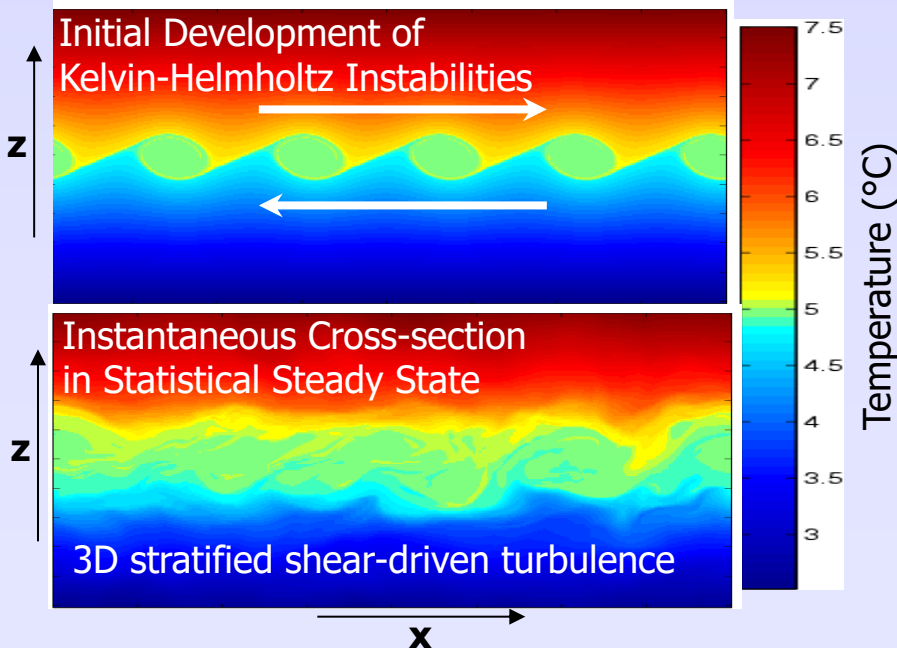 Initial Development of
Kelvin-Helmholtz Instabilities
z
7.5
7
6.5
6
5.5
5
4.5
4
3.5
3
Temperature (°C)
Instantaneous Cross-section
in Statistical Steady State
z
3D stratified shear-driven turbulence
x